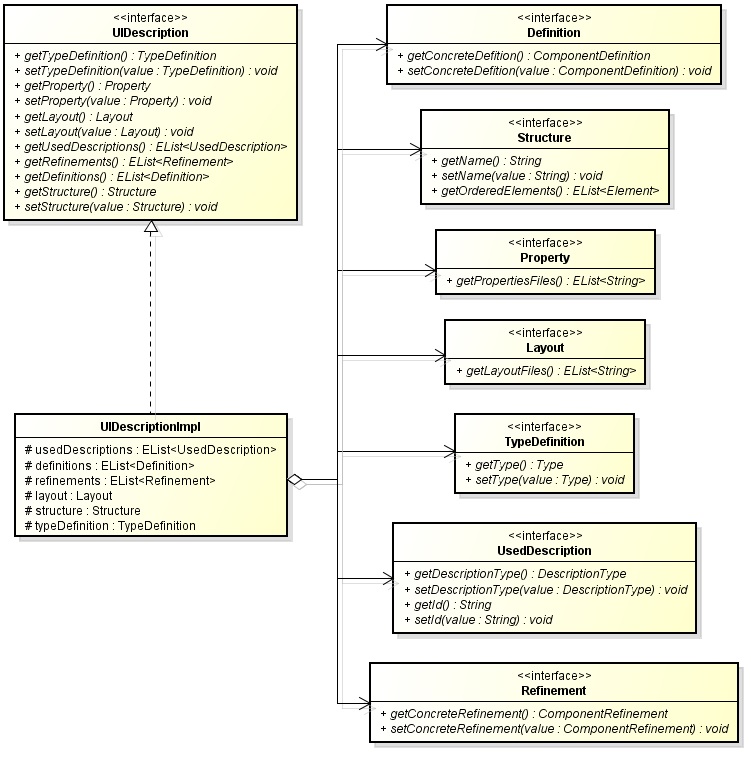 <<interface>>
UIDescription
+ getTypeDefinition() : TypeDefinition
+ setTypeDefinition(value : TypeDefinition) : void
+ getProperty() : Property
+ setProperty(value : Property) : void
+ getLayout() : Layout
+ setLayout(value : Layout) : void
+ getUsedDescriptions() : EList<UsedDescription>
+ getRefinements() : EList<Refinement>
+ getDefinitions() : EList<Definition>
+ getStructure() : Structure
+ setStructure(value : Structure) : void
UIDescriptionImpl
# usedDescriptions : EList<UsedDescription>
# definitions : EList<Definition>
# refinements : EList<Refinement>
# layout : Layout
# structure : Structure
# typeDefinition : TypeDefinition
<<interface>>
Definition
+ getConcreteDefition() : ComponentDefinition
+ setConcreteDefition(value : ComponentDefinition) : void
<<interface>>
Structure
+ getName() : String
+ setName(value : String) : void
+ getOrderedElements() : EList<Element>
<<interface>>
Property
+ getPropertiesFiles() : EList<String>
<<interface>>
Layout
+ getLayoutFiles() : EList<String>
<<interface>>
TypeDefinition
+ getType() : Type
+ setType(value : Type) : void
<<interface>>
UsedDescription
+ getDescriptionType() : DescriptionType
+ setDescriptionType(value : DescriptionType) : void
+ getId() : String
+ setId(value : String) : void
<<interface>>
Refinement
+ getConcreteRefinement() : ComponentRefinement
+ setConcreteRefinement(value : ComponentRefinement) : void